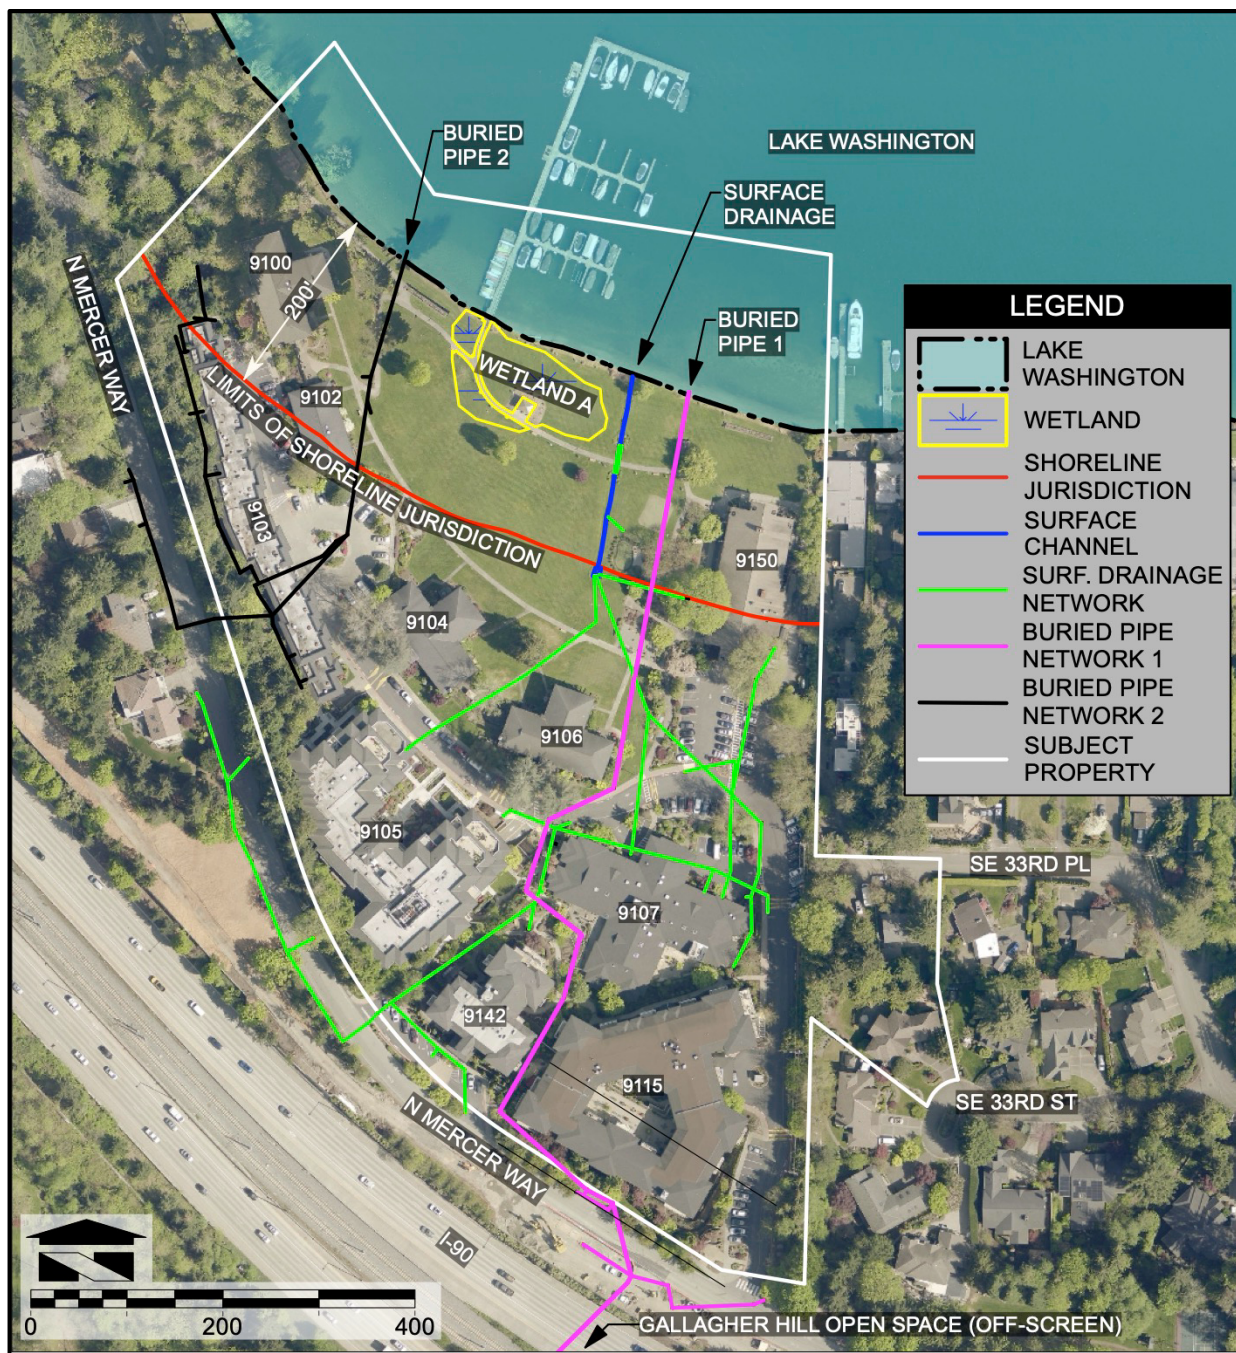 BURIED
PIPE 2
LAKE WASHINGTON
SURFACE
DRAINAGE
9100
N MERCER WAY
200'
BURIED
PIPE 1
WETLAND A
9102
LIMITS OF SHORELINE JURISDICTION
9103
9150
9104
9106
9105
9107
9142
9115
N MERCER WAY
I-90
SE 33RD PL
SE 33RD ST
GALLAGHER HILL OPEN SPACE (OFF-SCREEN)
0
200
400
LEGEND
LAKE
WASHINGTON
WETLAND
SHORELINE
JURISDICTION
SURFACE
CHANNEL
SURF. DRAINAGE
NETWORK
BURIED PIPE
NETWORK 1
BURIED PIPE
NETWORK 2
SUBJECT
PROPERTY